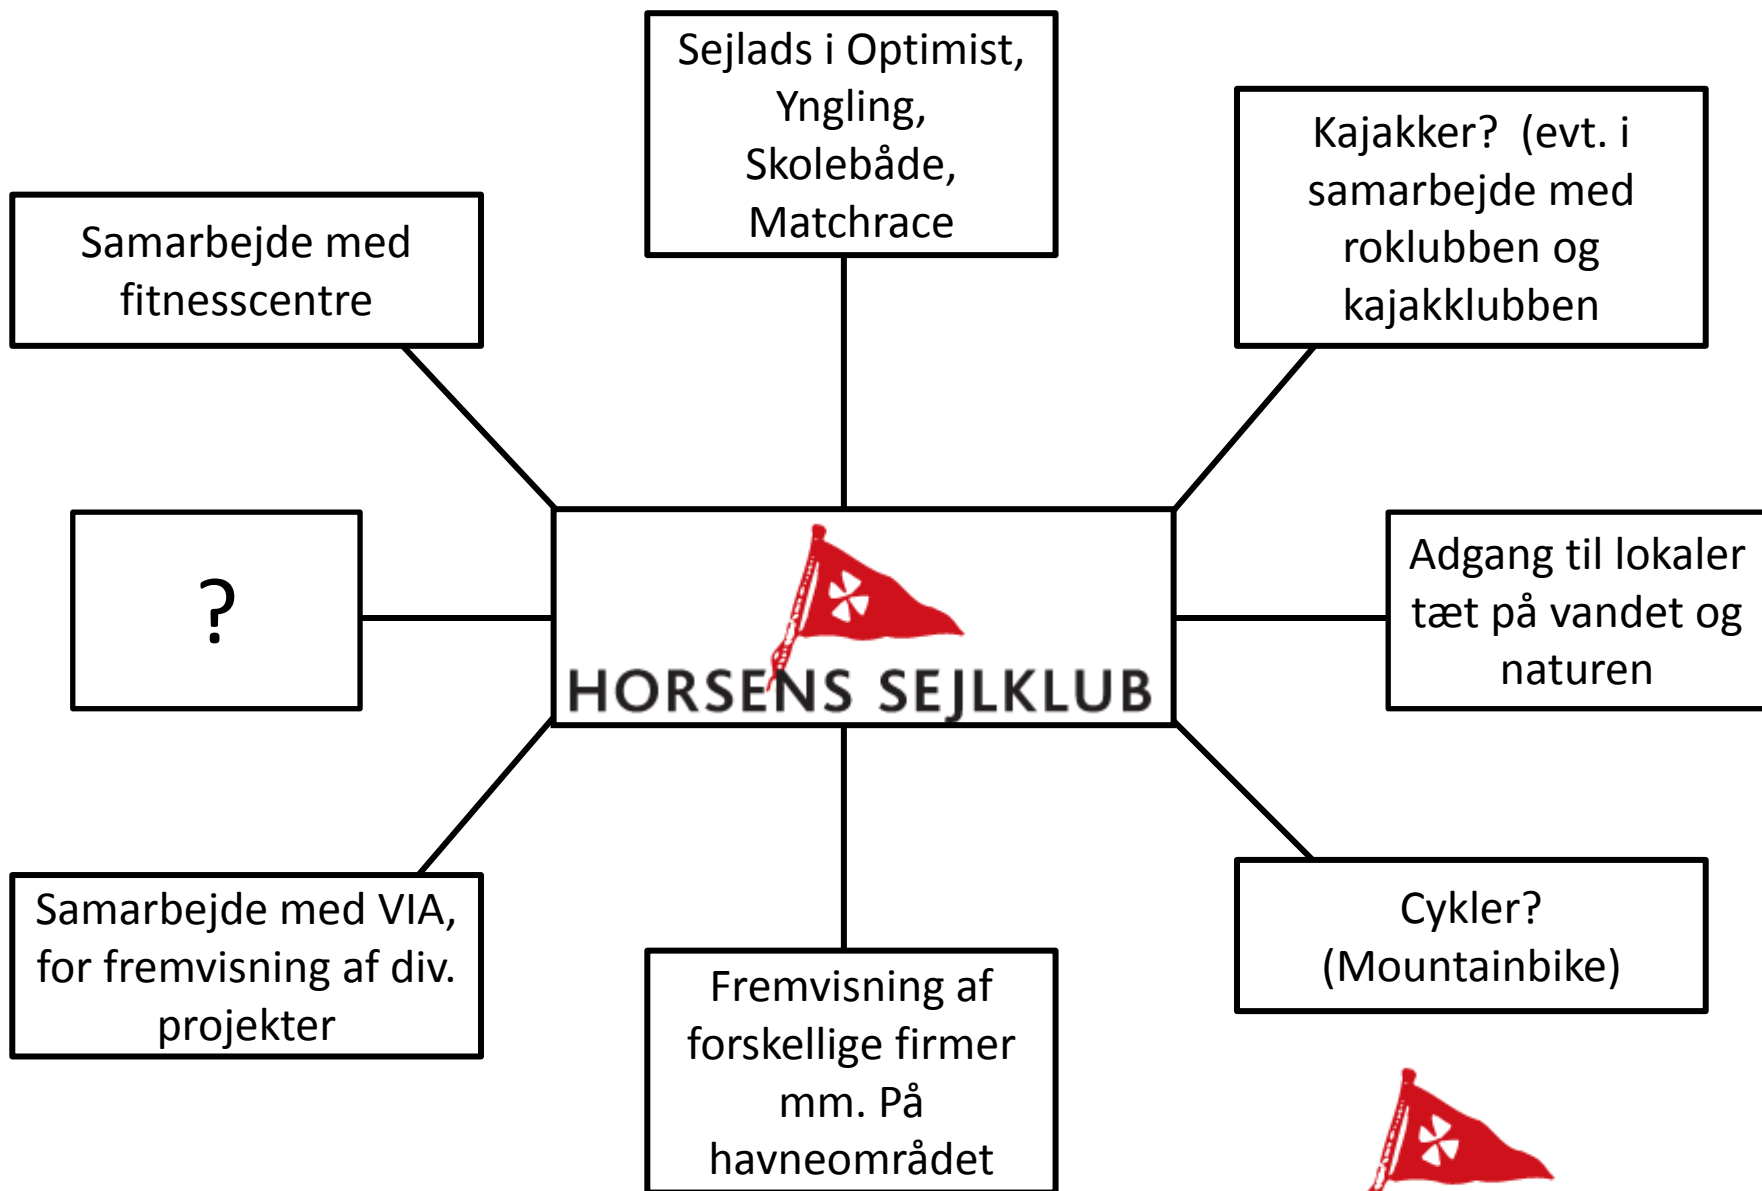 Sejlads i Optimist,
Yngling,
Skolebåde,
Matchrace
Kajakker?  (evt. i
samarbejde med
roklubben og
kajakklubben
Samarbejde med
fitnesscentre
?
HORSENS SEJLKLUB
Adgang til lokaler
tæt på vandet og
naturen
Samarbejde med VIA,
for fremvisning af div.
projekter
Fremvisning af
forskellige firmer
mm. På
havneområdet
Cykler?
(Mountainbike)